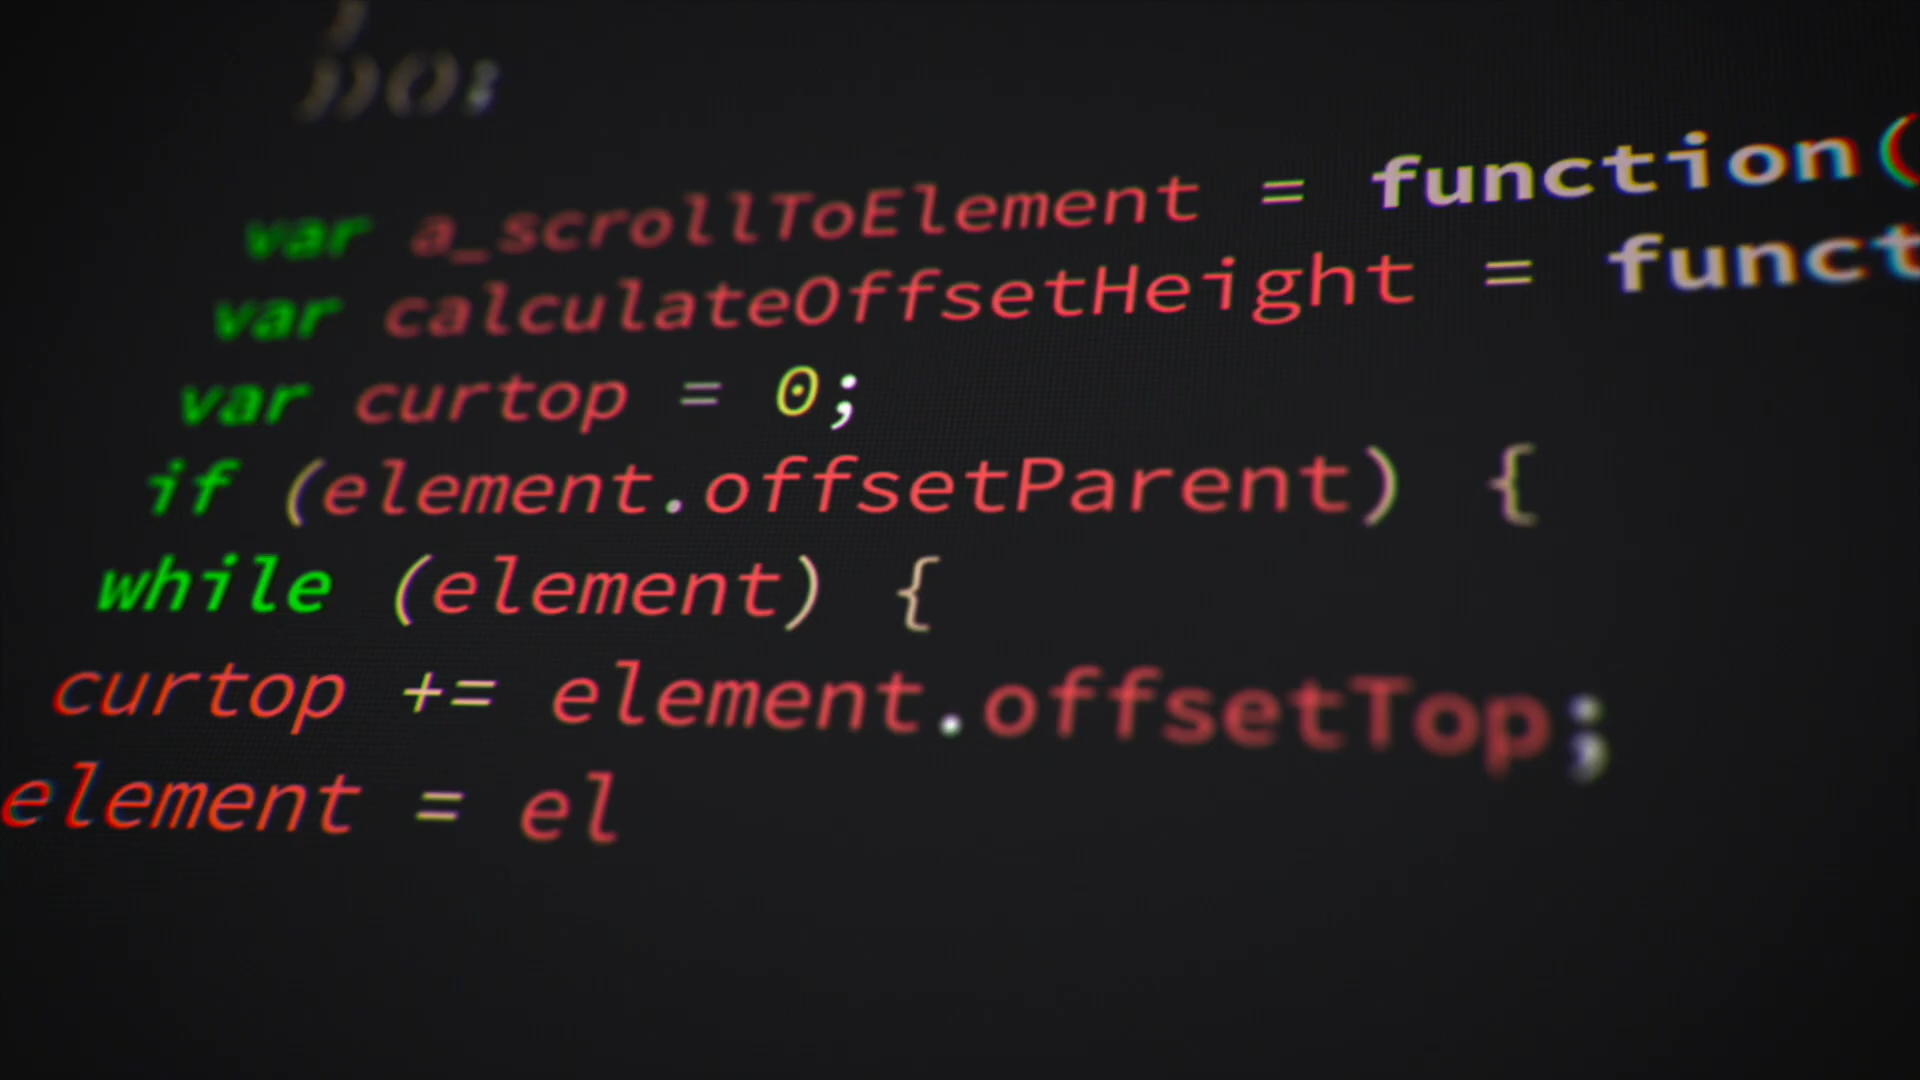 }
})();
var a_scrollToElement = function(
var calculateOffsetHeight = funct
var curtop = 0;
if (element.offsetParent) {
while (element) {
curtop += element.offsetTop;
element = el